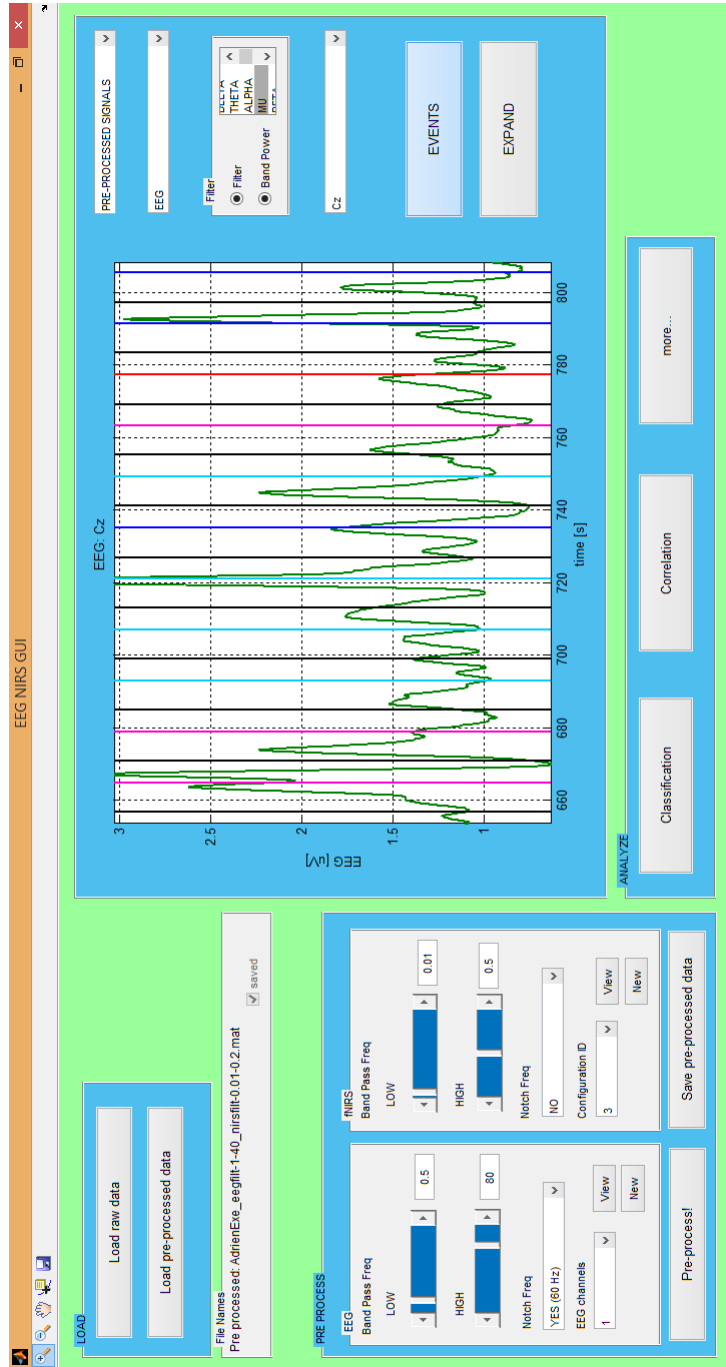 EEG NIRS GUI
LOAD
Load raw data
Load pre-processed data
File Names
Pre processed: AdrienExe_eegfilt-1-40_nirsfilt-0.01-0.2.mat
saved
PRE PROCESS
EEG
Band Pass Freq
LOW
0.5
HIGH
80
Notch Freq
YES (60 Hz)
EEG channels
1
View
New
fNIRS
Band Pass Freq
LOW
0.01
HIGH
0.5
Notch Freq
NO
Configuration ID
3
View
New
Pre-process!
Save pre-processed data
EEG: Cz
EEG [µV]
3
2.5
2
1.5
1
660
680
700
720
740
760
780
800
time [s]
PRE-PROCESSED SIGNALS
EEG
Filter
Filter
Band Power
DELTA
THETA
ALPHA
MU
BETA
Cz
EVENTS
EXPAND
ANALYZE
Classification
Correlation
more...